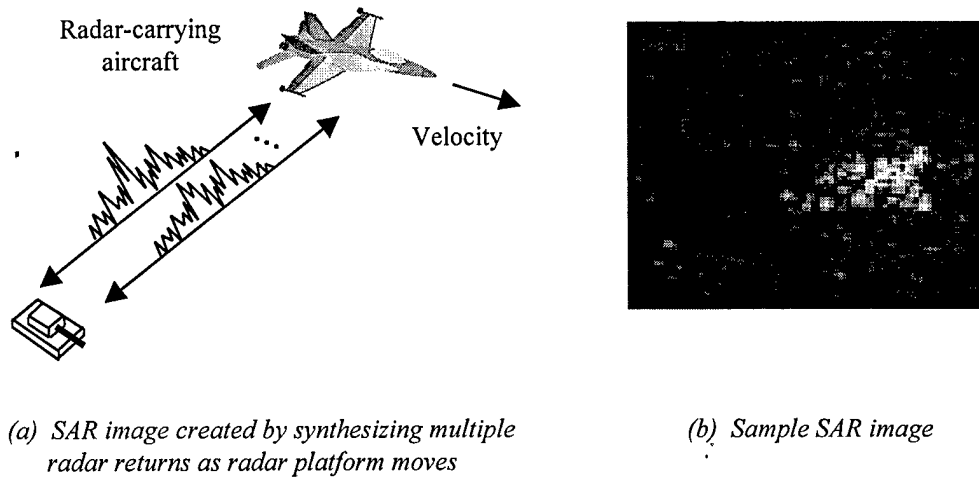 Radar-carrying
aircraft
Velocity
(a) SAR image created by synthesizing multiple
radar returns as radar platform moves
(b) Sample SAR image